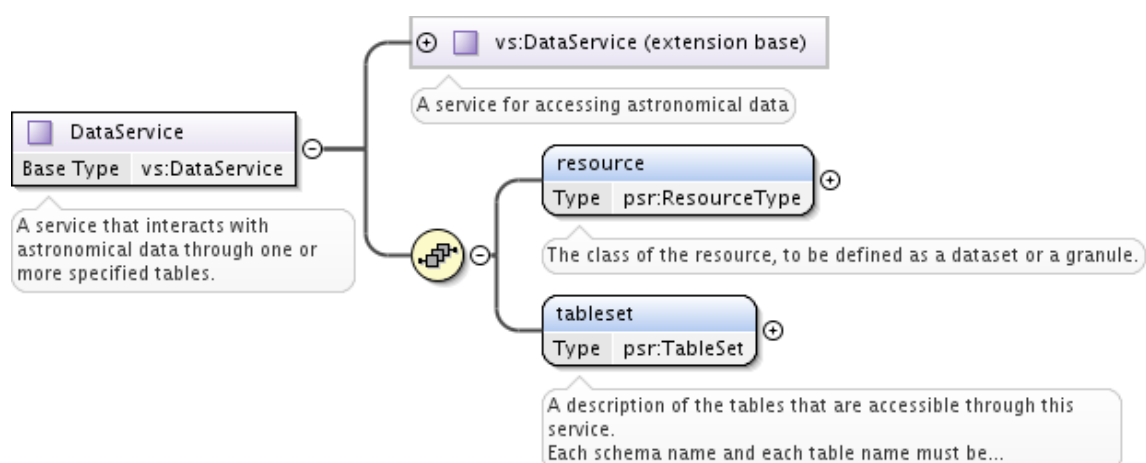 vs:DataService (extension base)
A service for accessing astronomical data
DataService
Base Type vs:DataService
A service that interacts with
astronomical data through one or
more specified tables.
resource
Type psr:ResourceType
The class of the resource, to be defined as a dataset or a granule.
tableset
Type psr:TableSet
A description of the tables that are accessible through this
service.
Each schema name and each table name must be...